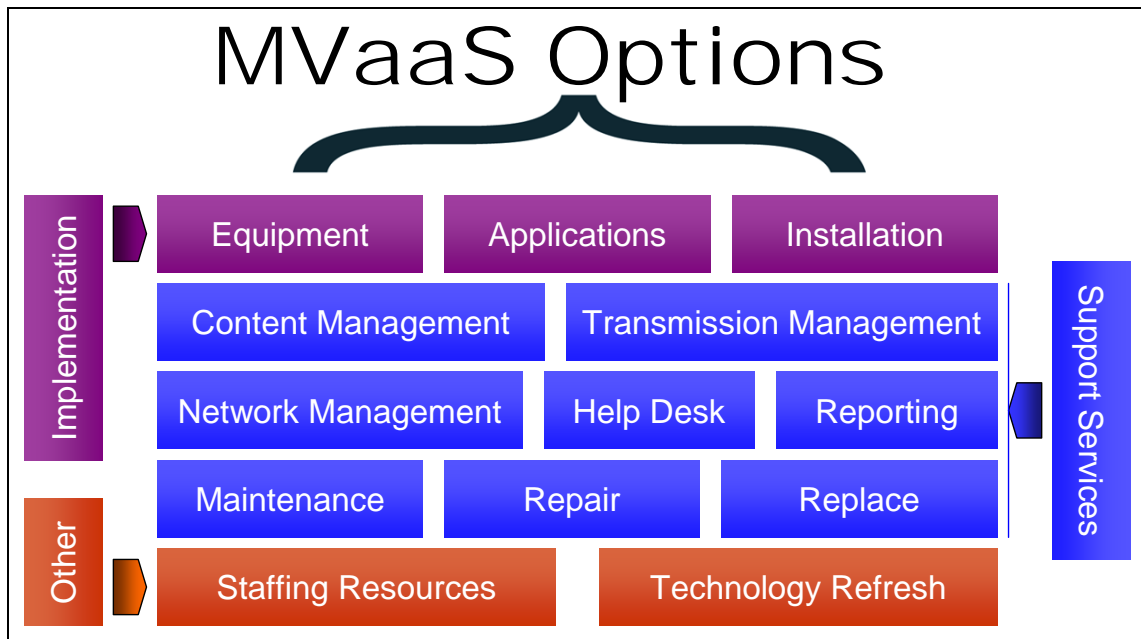 MVaaS Options
Implementation
Equipment
Applications
Installation
Content Management
Transmission Management
Network Management
Help Desk
Reporting
Maintenance
Repair
Replace
Support Services
Other
Staffing Resources
Technology Refresh